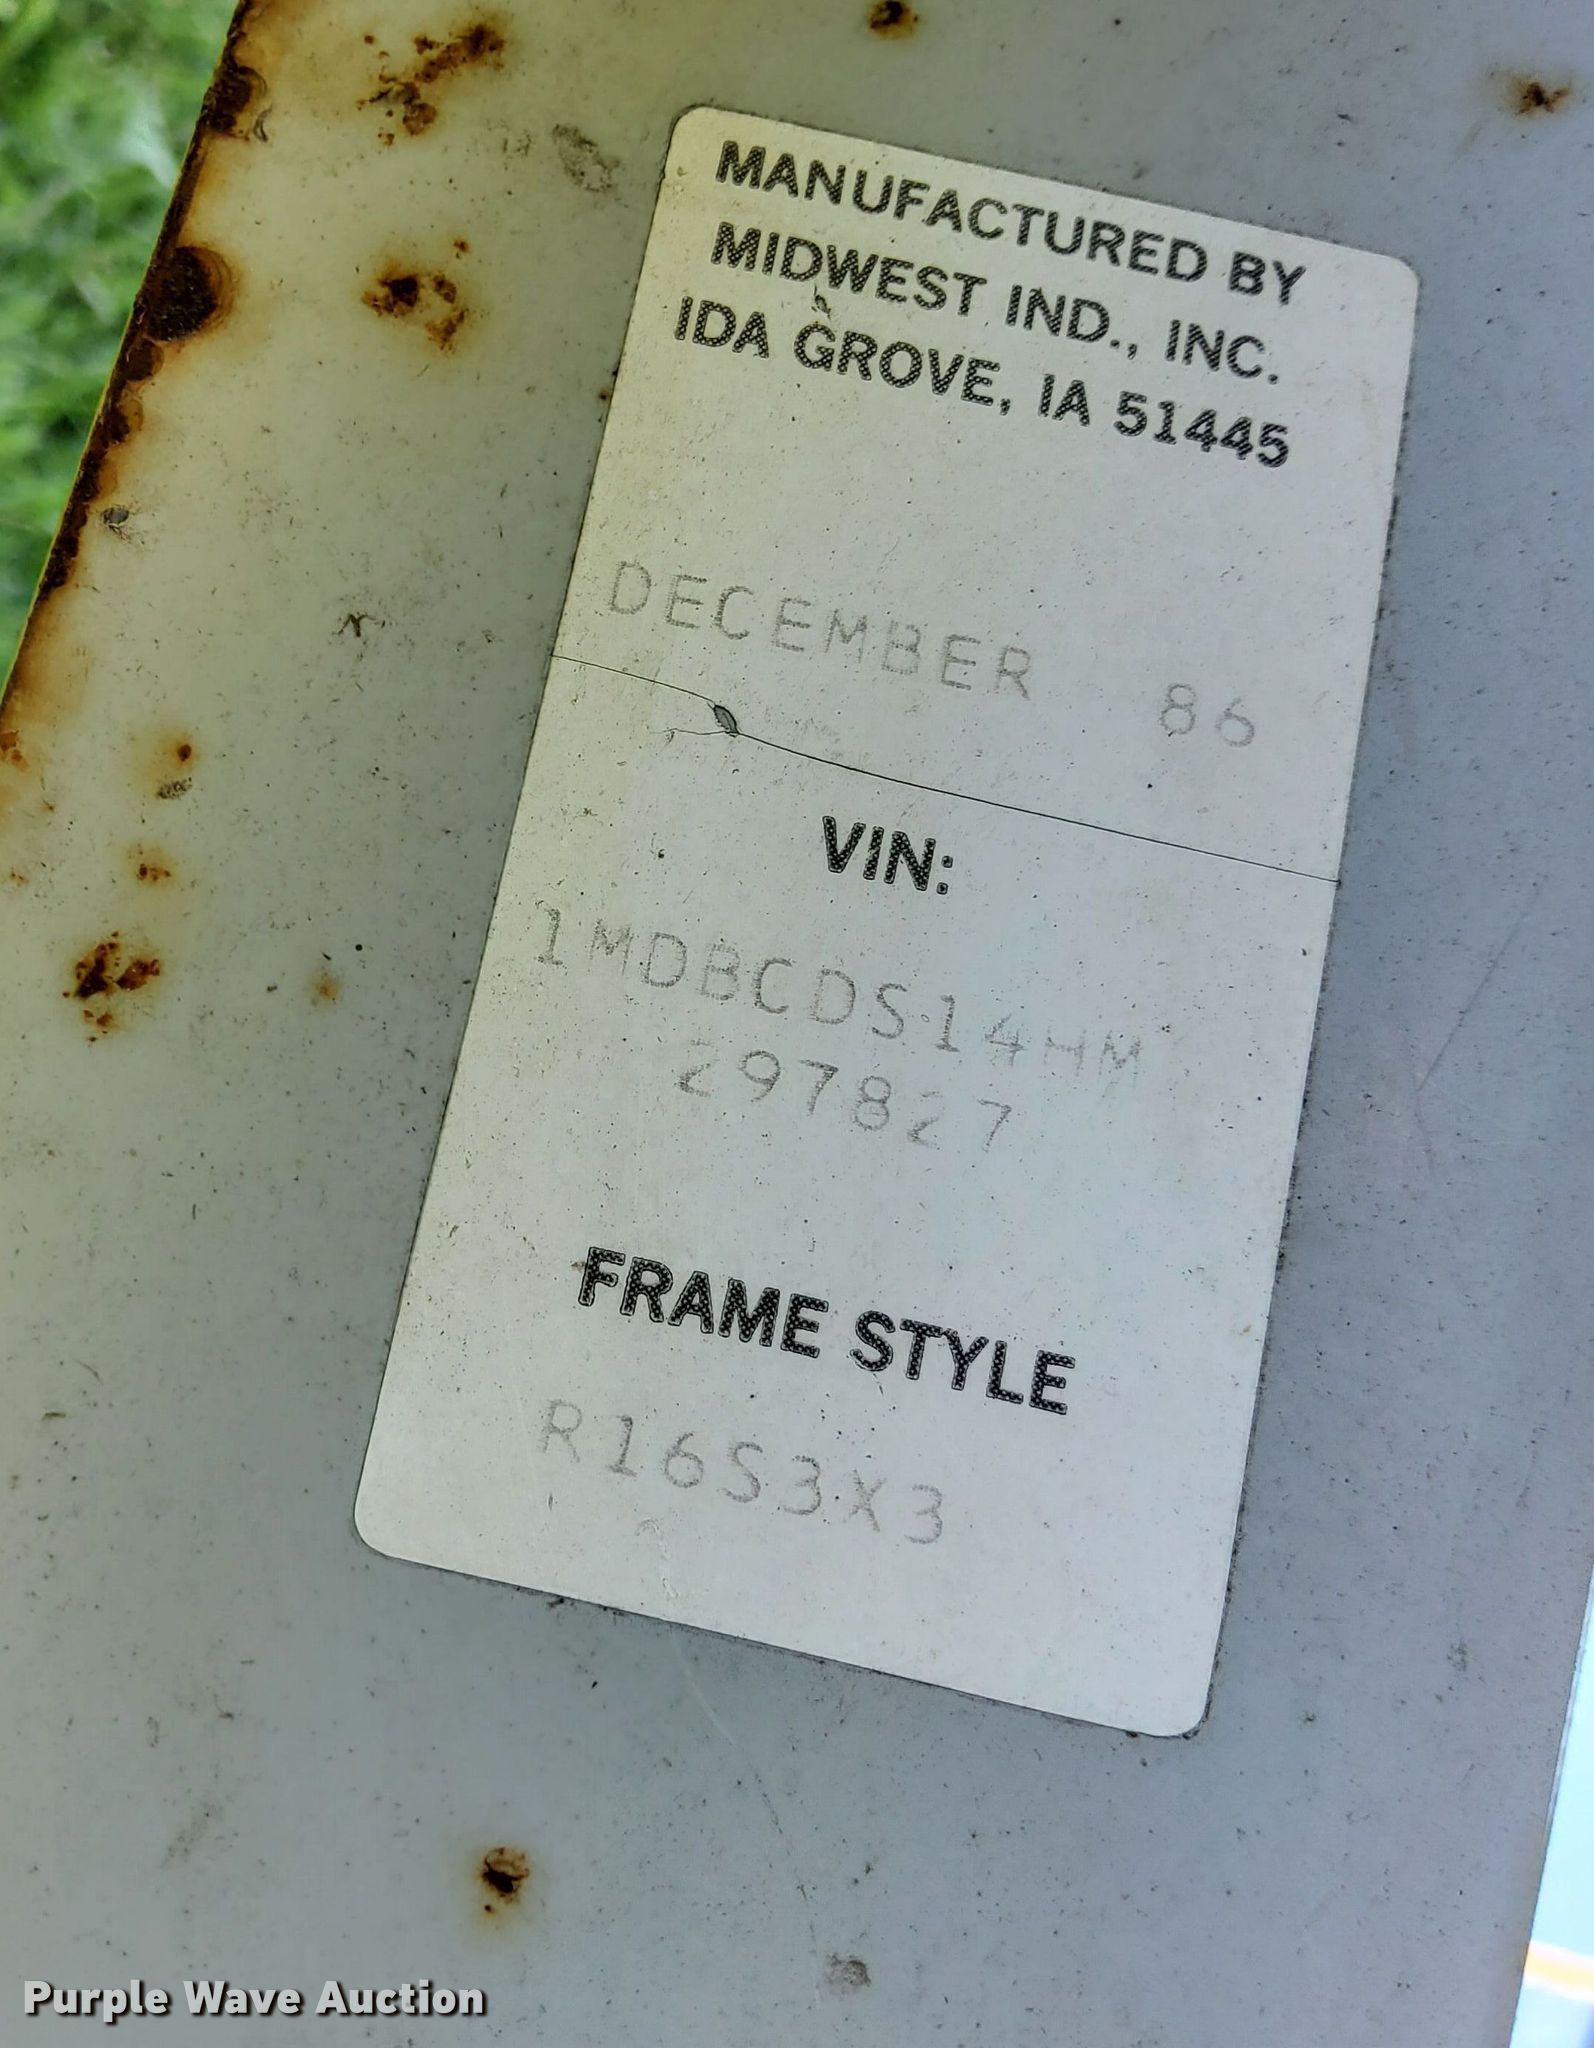 MANUFACTURED BY
MIDWEST IND., INC.
IDA GROVE, IA 51445
DECEMBER 86
VIN:
1MDBCDS14HM
297827
FRAME STYLE
R16S3X3
Purple Wave Auction